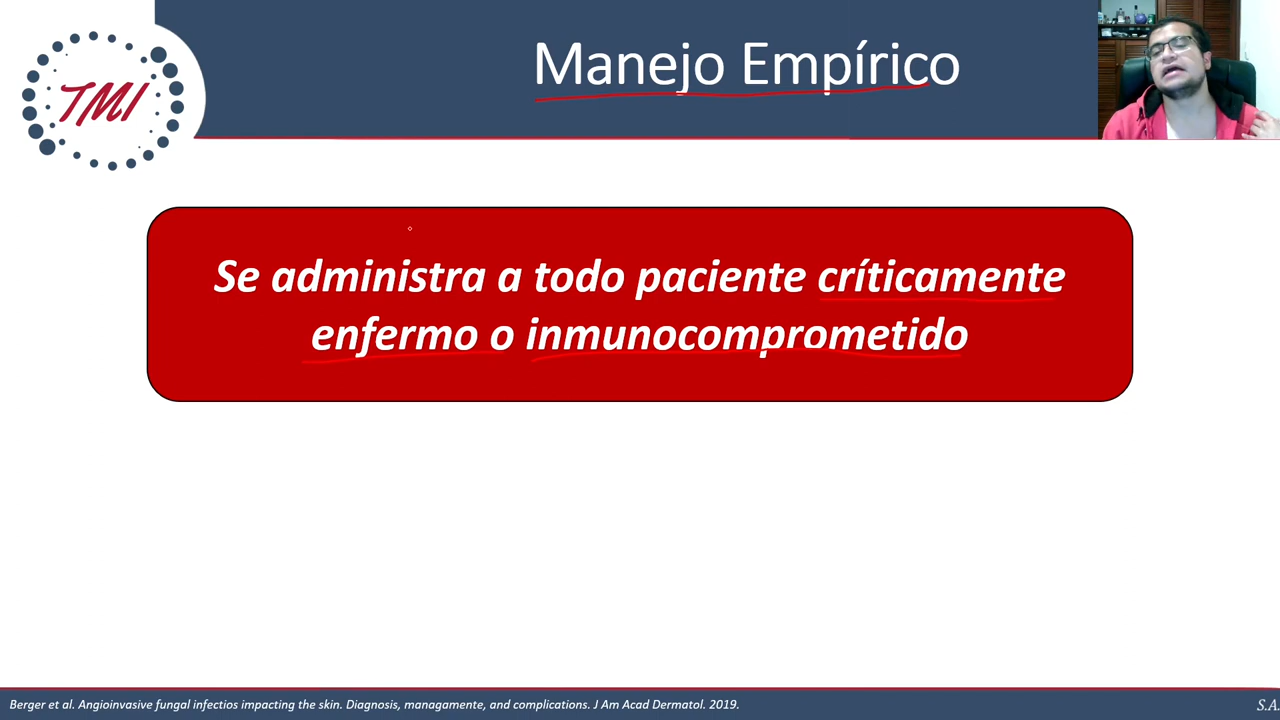 Manejo Empírico
TMI
Se administra a todo paciente críticamente
enfermo o inmunocomprometido
Berger et al. Angioinvasive fungal infectios impacting the skin. Diagnosis, managamente, and complications. J Am Acad Dermatol. 2019.
S.A.